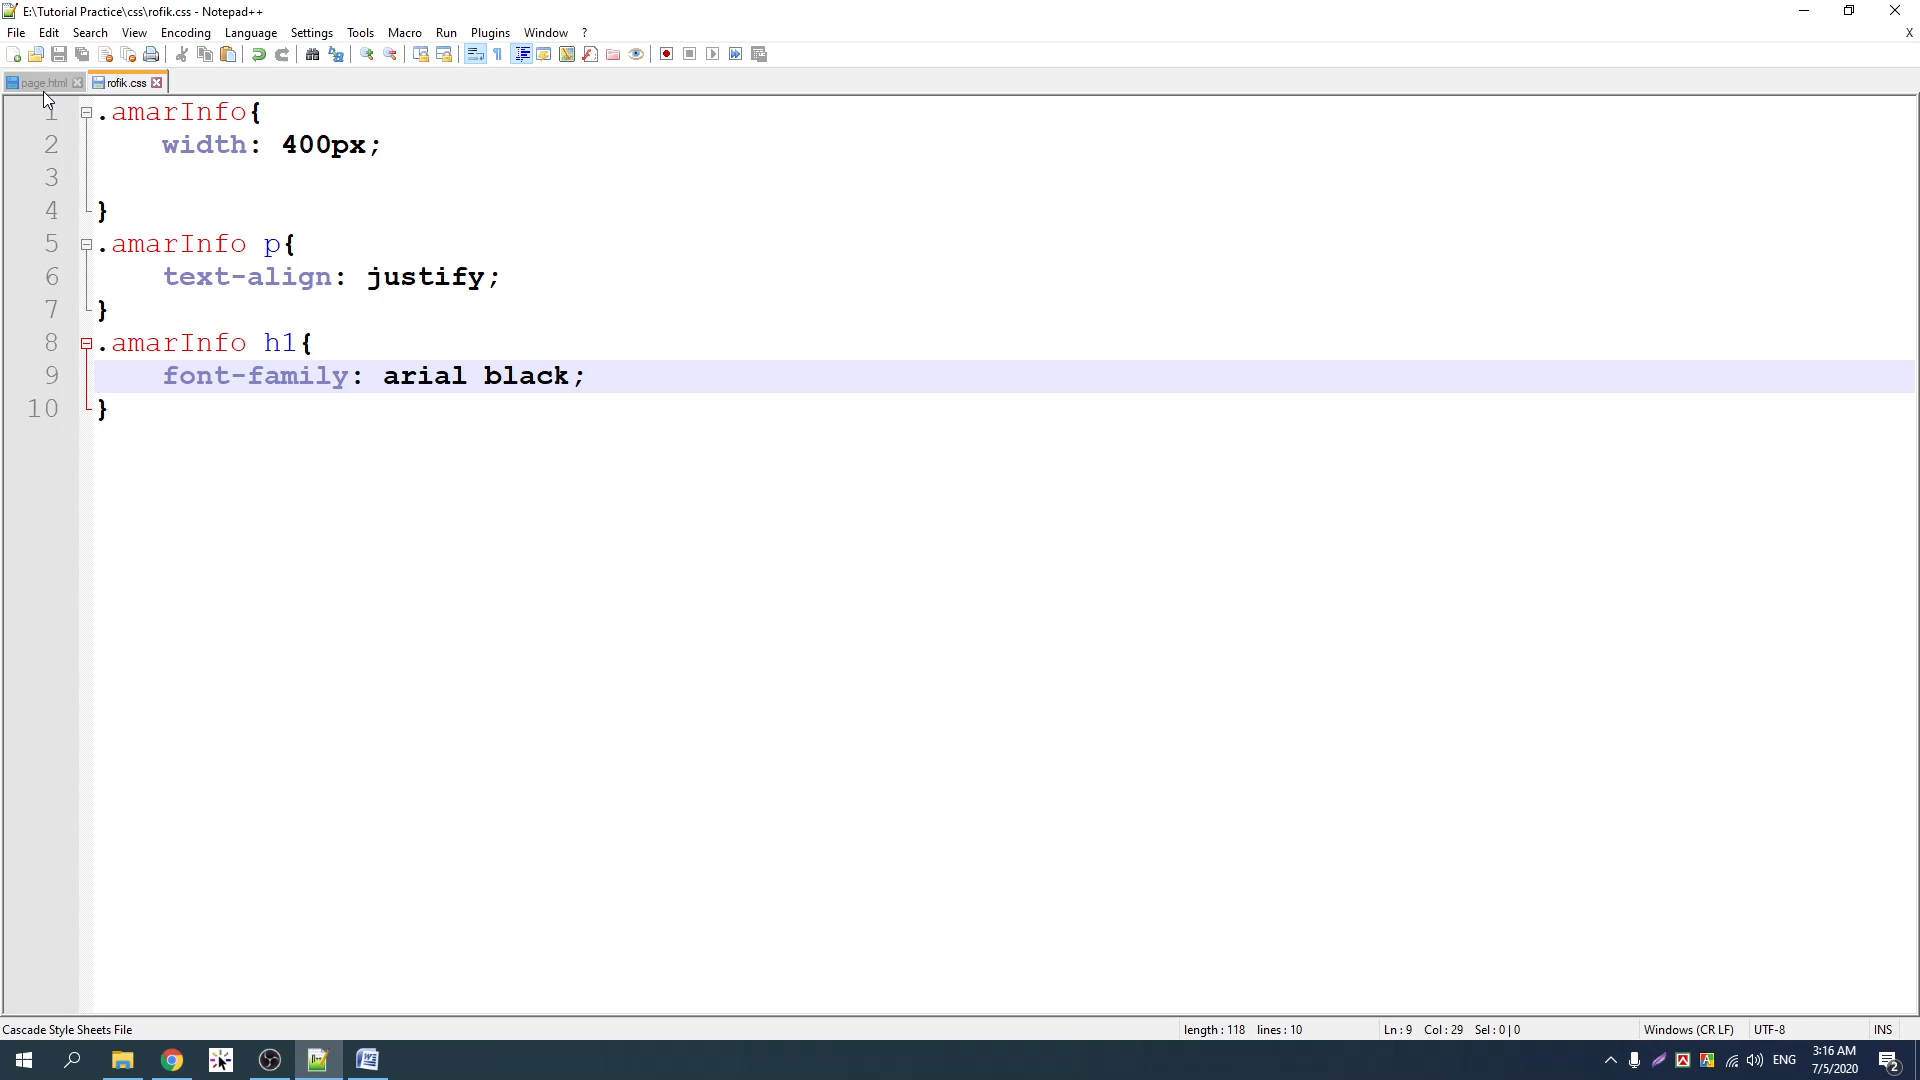 E:\Tutorial Practice\css\rofik.css - Notepad++
File Edit Search View Encoding Language Settings Tools Macro Run Plugins Window ? X
page.html rofik.css
1 .amarInfo{
2 width: 400px;
3
4 }
5 .amarInfo p{
6 text-align: justify;
7 }
8 .amarInfo h1{
9 font-family: arial black;
10 }
Cascade Style Sheets File length : 118 lines : 10 Ln : 9 Col : 29 Sel : 0 | 0 Windows (CR LF) UTF-8 INS
ENG 3:16 AM
7/5/2020 2